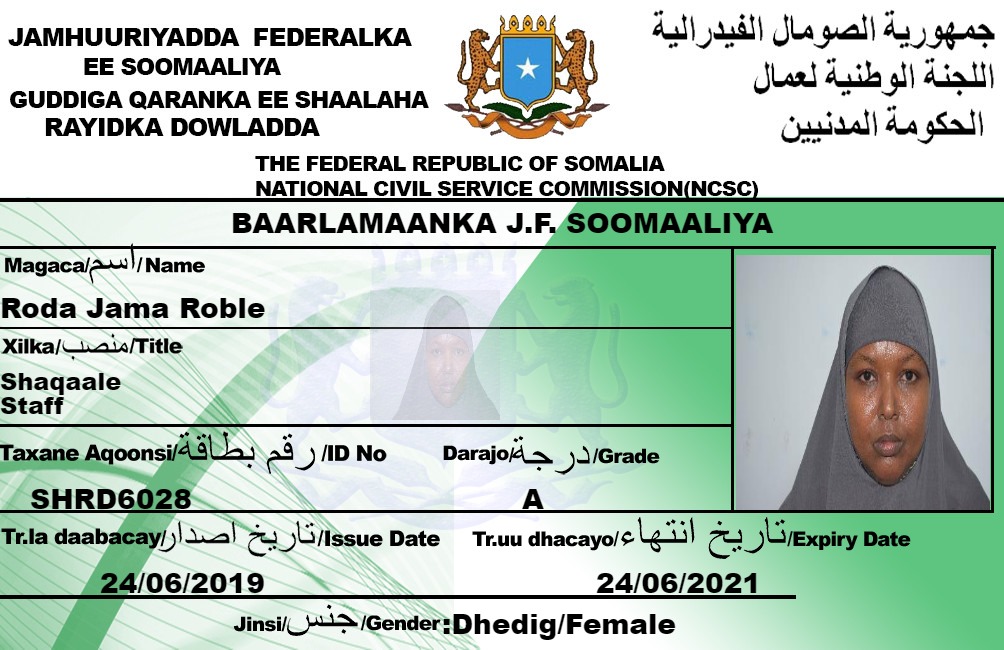 JAMHUURIYADDA FEDERALKA
EE SOOMAALIYA
GUDDIGA QARANKA EE SHAALAHA
RAYIDKA DOWLADDA
جمهورية الصومال الفيدرالية
اللجنة الوطنية لعمال
الحكومة المدنيين
THE FEDERAL REPUBLIC OF SOMALIA
NATIONAL CIVIL SERVICE COMMISSION(NCSC)
BAARLAMAANKA J.F. SOOMAALIYA
Magaca/اسم/Name
Roda Jama Roble
Xilka/منصب/Title
Shaqaale
Staff
Taxane Aqoonsi/رقم بطاقة/ID No
Darajo/درجة/Grade
SHRD6028
A
Tr.la daabacay/تاريخ اصدار/Issue Date
Tr.uu dhacayo/تاريخ انتهاء/Expiry Date
24/06/2019
24/06/2021
Jinsi/جنس/Gender:Dhedig/Female